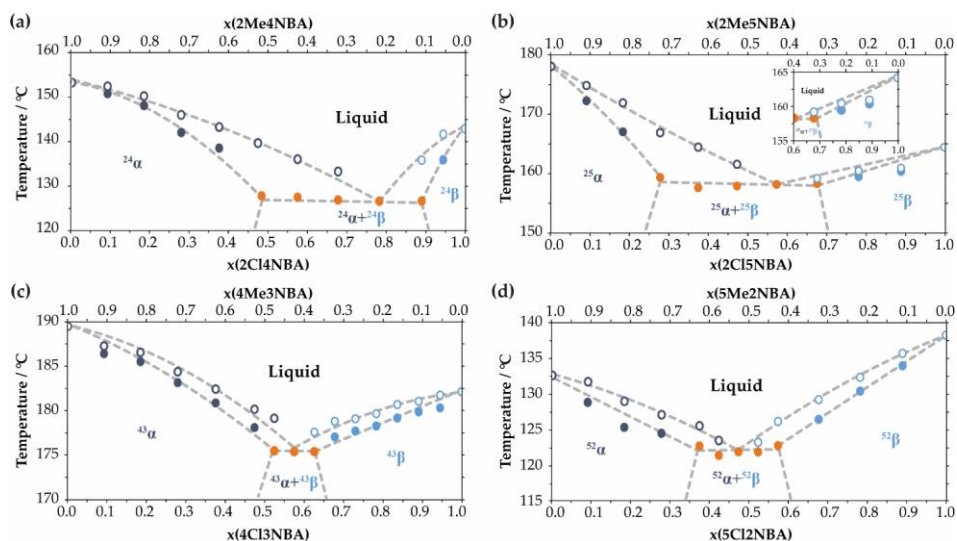 (a)
x(2Me4NBA)
1.0 0.9 0.8 0.7 0.6 0.5 0.4 0.3 0.2 0.1 0.0
160
150
140
130
120
Temperature / °C
Liquid
24α
24α+24β
24β
0.0 0.1 0.2 0.3 0.4 0.5 0.6 0.7 0.8 0.9 1.0
x(2Cl4NBA)
(b)
x(2Me5NBA)
1.0 0.9 0.8 0.7 0.6 0.5 0.4 0.3 0.2 0.1 0.0
180
170
160
150
Temperature / °C
Liquid
25α
25α+25β
25β
0.4 0.3 0.2 0.1 0.0
165
160
155
Liquid
0.6 0.7 0.8 0.9 1.0
0.0 0.1 0.2 0.3 0.4 0.5 0.6 0.7 0.8 0.9 1.0
x(2Cl5NBA)
(c)
x(4Me3NBA)
1.0 0.9 0.8 0.7 0.6 0.5 0.4 0.3 0.2 0.1 0.0
190
180
170
Temperature / °C
Liquid
43α
43α+43β
43β
0.0 0.1 0.2 0.3 0.4 0.5 0.6 0.7 0.8 0.9 1.0
x(4Cl3NBA)
(d)
x(5Me2NBA)
1.0 0.9 0.8 0.7 0.6 0.5 0.4 0.3 0.2 0.1 0.0
140
135
130
125
120
115
Temperature / °C
Liquid
52α
52α+52β
52β
0.0 0.1 0.2 0.3 0.4 0.5 0.6 0.7 0.8 0.9 1.0
x(5Cl2NBA)